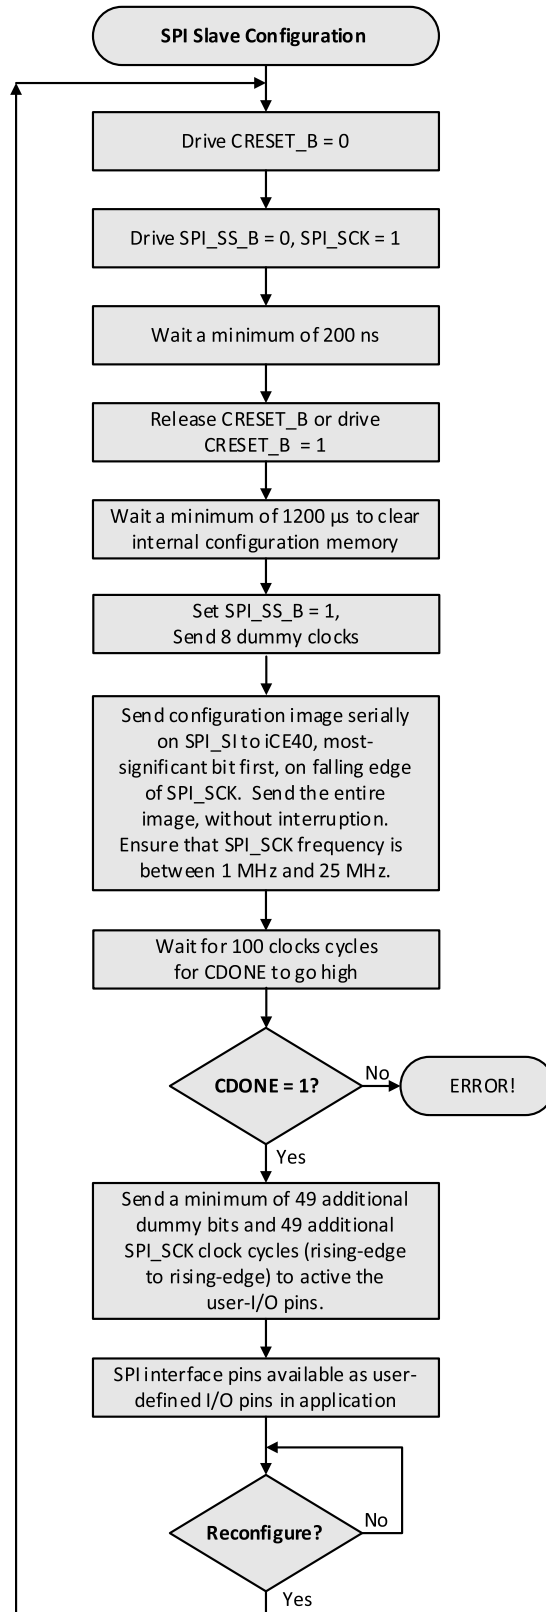 SPI Slave Configuration
Drive CRESET_B = 0
Drive SPI_SS_B = 0, SPI_SCK = 1
Wait a minimum of 200 ns
Release CRESET_B or drive
CRESET_B = 1
Wait a minimum of 1200 µs to clear
internal configuration memory
Set SPI_SS_B = 1,
Send 8 dummy clocks
Send configuration image serially
on SPI_SI to iCE40, most-
significant bit first, on falling edge
of SPI_SCK. Send the entire
image, without interruption.
Ensure that SPI_SCK frequency is
between 1 MHz and 25 MHz.
Wait for 100 clocks cycles
for CDONE to go high
CDONE = 1?
No
ERROR!
Yes
Send a minimum of 49 additional
dummy bits and 49 additional
SPI_SCK clock cycles (rising-edge
to rising-edge) to active the
user-I/O pins.
SPI interface pins available as user-
defined I/O pins in application
Reconfigure?
No
Yes